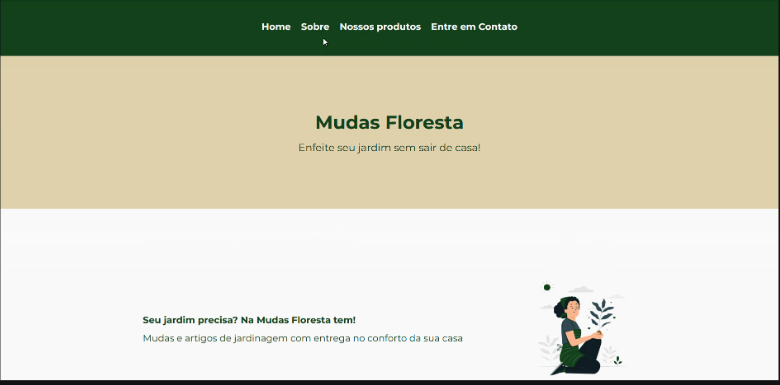 Home Sobre Nossos produtos Entre em Contato
Mudas Floresta
Enfeite seu jardim sem sair de casa!
Seu jardim precisa? Na Mudas Floresta tem!
Mudas e artigos de jardinagem com entrega no conforto da sua casa